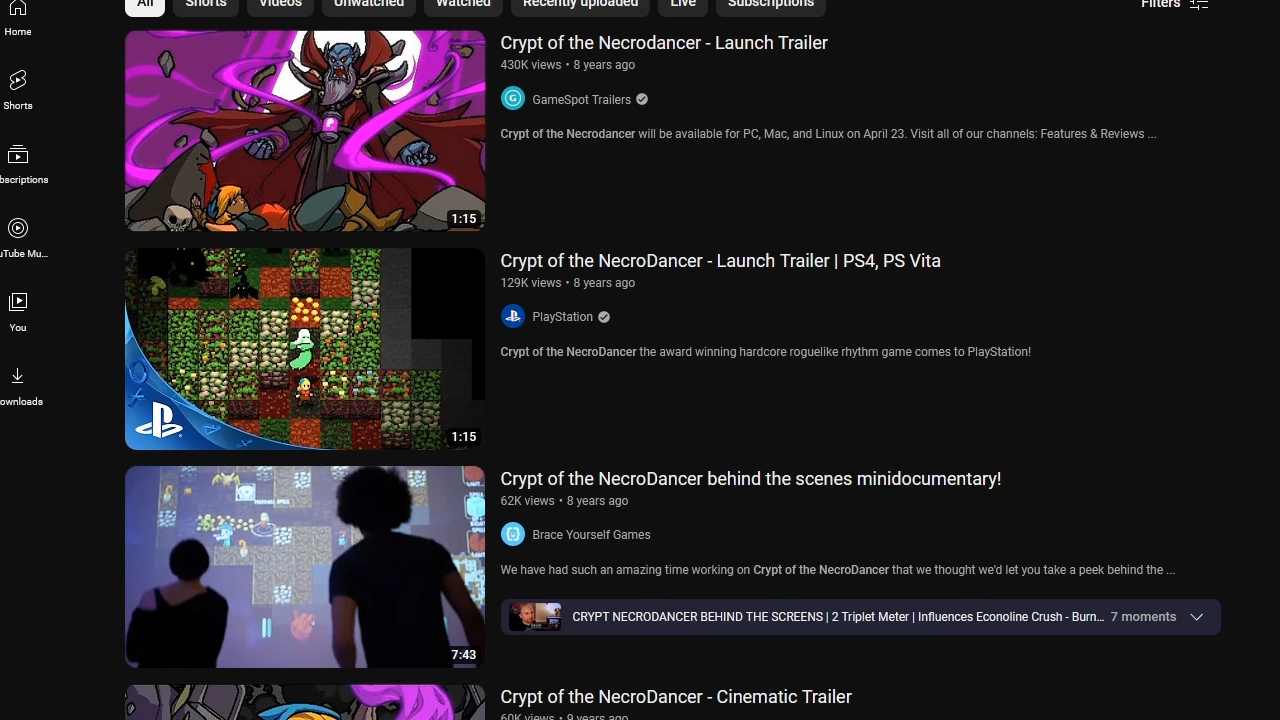 All Shorts Videos Unwatched Watched Recently uploaded Live Subscriptions Filters
Home
Shorts
bscriptions
uTube Mu...
You
ownloads
1:15
Crypt of the Necrodancer - Launch Trailer
430K views • 8 years ago
GameSpot Trailers
Crypt of the Necrodancer will be available for PC, Mac, and Linux on April 23. Visit all of our channels: Features & Reviews ...
1:15
Crypt of the NecroDancer - Launch Trailer | PS4, PS Vita
129K views • 8 years ago
PlayStation
Crypt of the NecroDancer the award winning hardcore roguelike rhythm game comes to PlayStation!
7:43
Crypt of the NecroDancer behind the scenes minidocumentary!
62K views • 8 years ago
Brace Yourself Games
We have had such an amazing time working on Crypt of the NecroDancer that we thought we'd let you take a peek behind the ...
CRYPT NECRODANCER BEHIND THE SCREENS | 2 Triplet Meter | Influences Econoline Crush - Burn... 7 moments
Crypt of the NecroDancer - Cinematic Trailer
60K views • 9 years ago